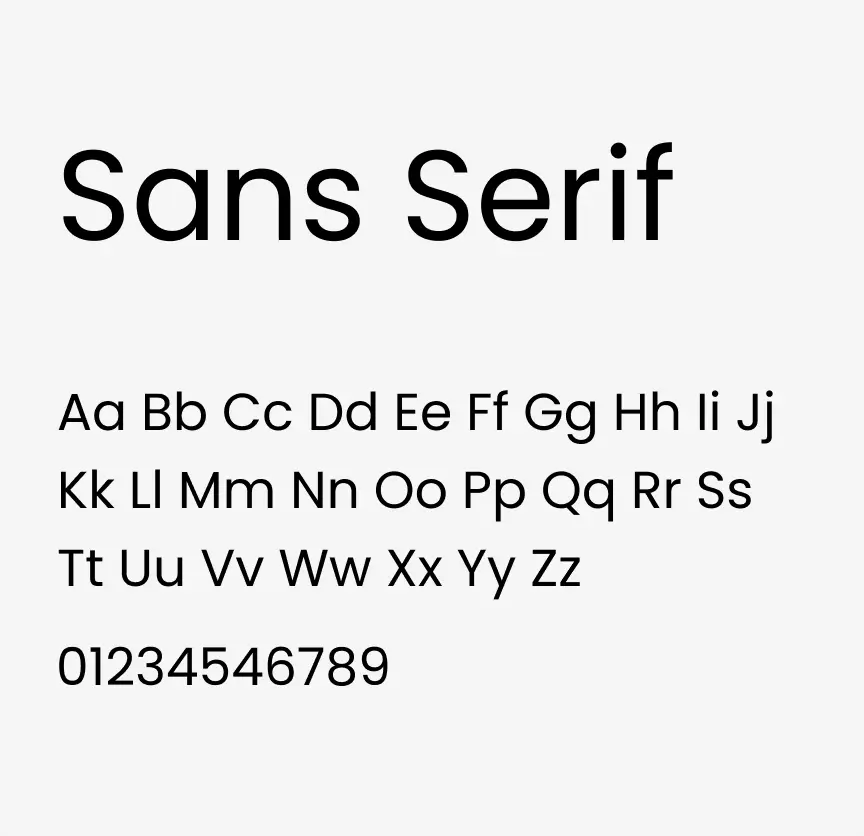 Sans Serif
Aa Bb Cc Dd Ee Ff Gg Hh Ii Jj
Kk Ll Mm Nn Oo Pp Qq Rr Ss
Tt Uu Vv Ww Xx Yy Zz
01234546789